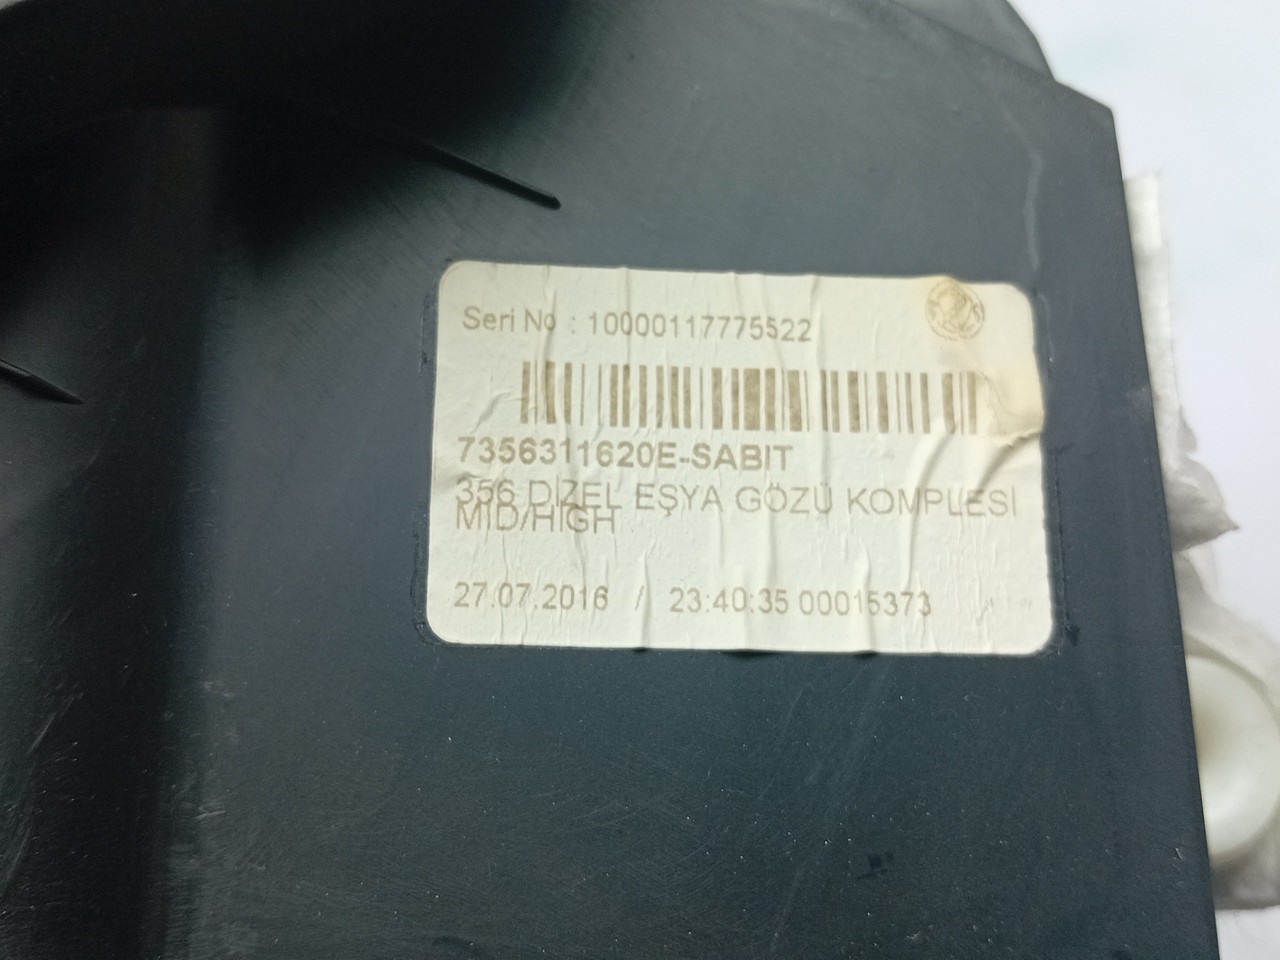 Seri No : 10000117775522
7356311620E-SABIT
356 DİZEL EŞYA GÖZÜ KOMPLESİ
MID/HIGH
27.07.2016 / 23:40:35 00015373